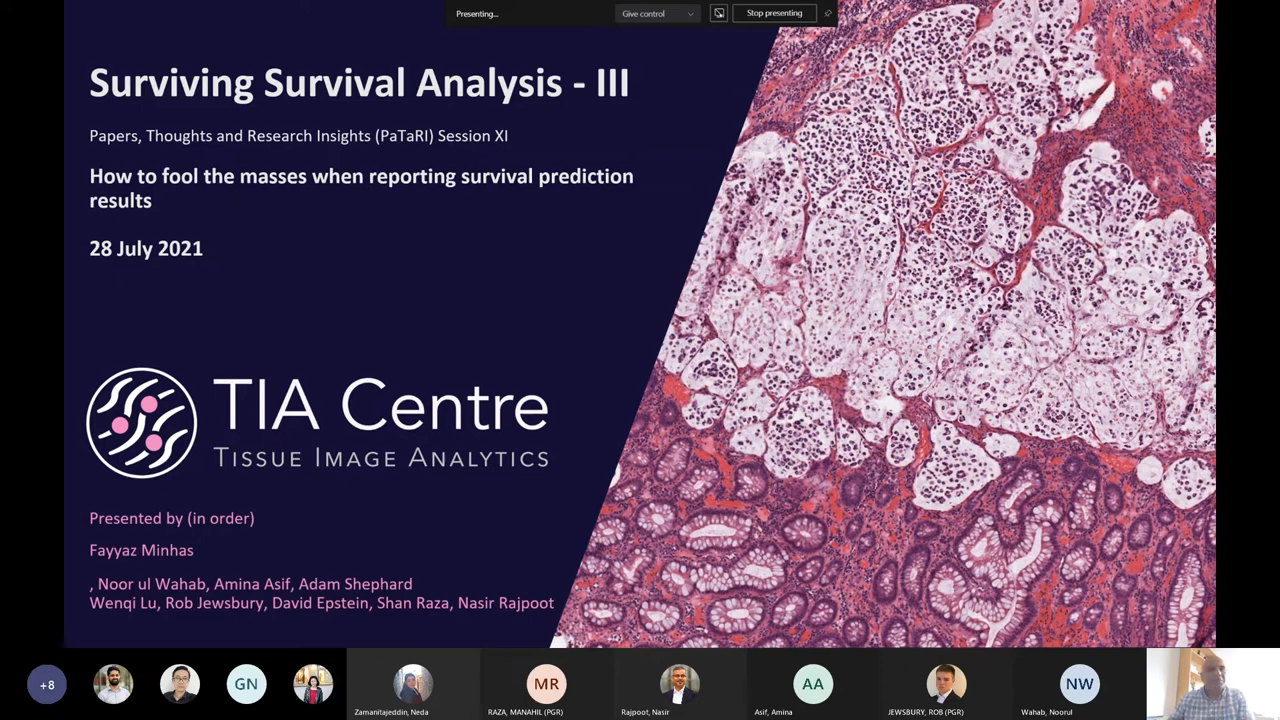 Presenting...
Give control
Stop presenting
Surviving Survival Analysis - III
Papers, Thoughts and Research Insights (PaTaRI) Session XI
How to fool the masses when reporting survival prediction
results
28 July 2021
TIA Centre
TISSUE IMAGE ANALYTICS
Presented by (in order)
Fayyaz Minhas
, Noor ul Wahab, Amina Asif, Adam Shephard
Wenqi Lu, Rob Jewsbury, David Epstein, Shan Raza, Nasir Rajpoot
+8
GN
MR
AA
NW
Zamanitajeddin, Neda
RAZA, MANAHIL (PGR)
Rajpoot, Nasir
Asif, Amina
JEWSBURY, ROB (PGR)
Wahab, Noorul